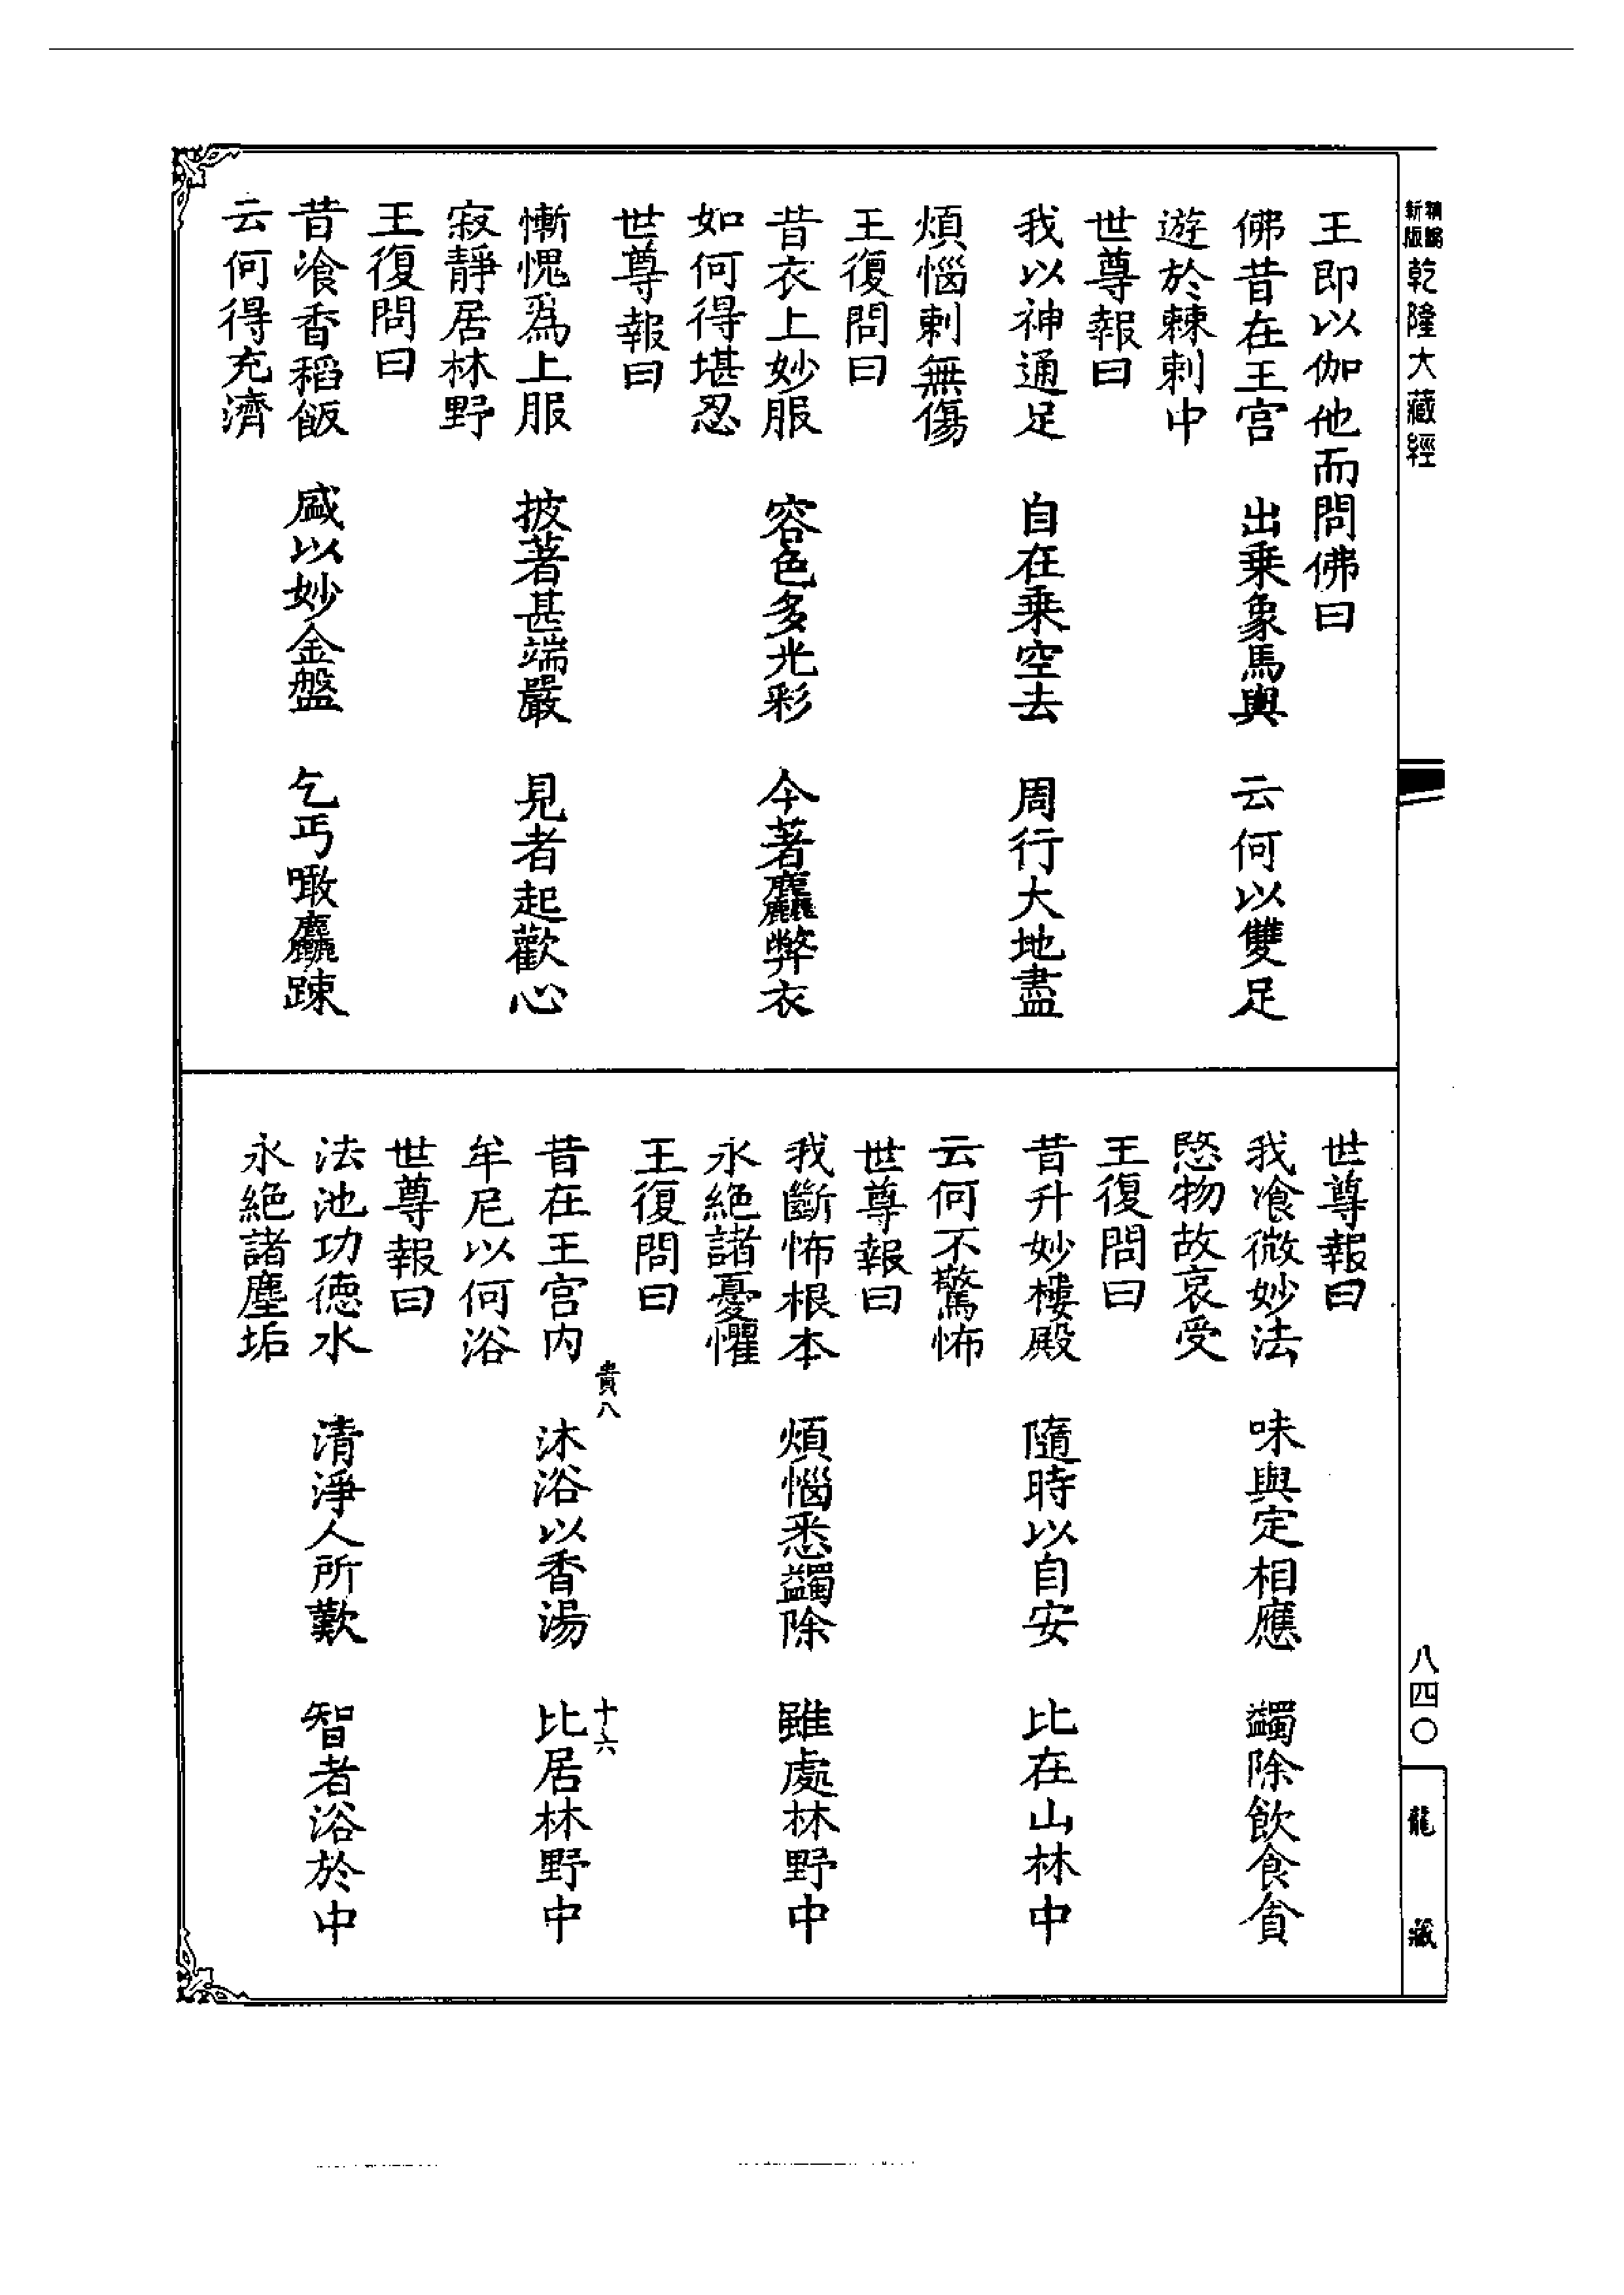 新編新版 乾隆大藏經
八四〇
龍藏
王即以伽他而問佛曰
佛昔在王宮　出乘象馬輿　云何以雙足
遊於棘刺中
世尊報曰
我以神通足　自在乘空去　周行大地盡
煩惱刺無傷
王復問曰
昔衣上妙服　容色多光彩　今著麤弊衣
如何得堪忍
世尊報曰
慚愧爲上服　披著甚端嚴　見者起歡心
寂靜居林野
王復問曰
昔飡香稻飯　盛以妙金盤　乞丐噉麤踈
云何得充濟
世尊報曰
我飡微妙法　味與定相應　蠲除飲食貪
愍物故哀受
王復問曰
昔升妙樓殿　隨時以自安　比在山林中
云何不驚怖
世尊報曰
我斷怖根本　煩惱悉蠲除　雖處林野中
永絕諸憂懼
王復問曰
貴八　十六
昔在王宮內　沐浴以香湯　比居林野中
牟尼以何浴
世尊報曰
法池功德水　清淨人所歎　智者浴於中
永絕諸塵垢